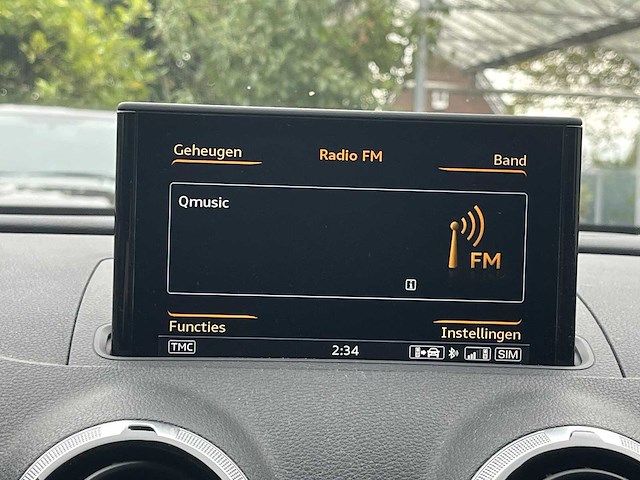 Geheugen
Radio FM
Band
Qmusic
FM
Functies
Instellingen
TMC
2:34
SIM